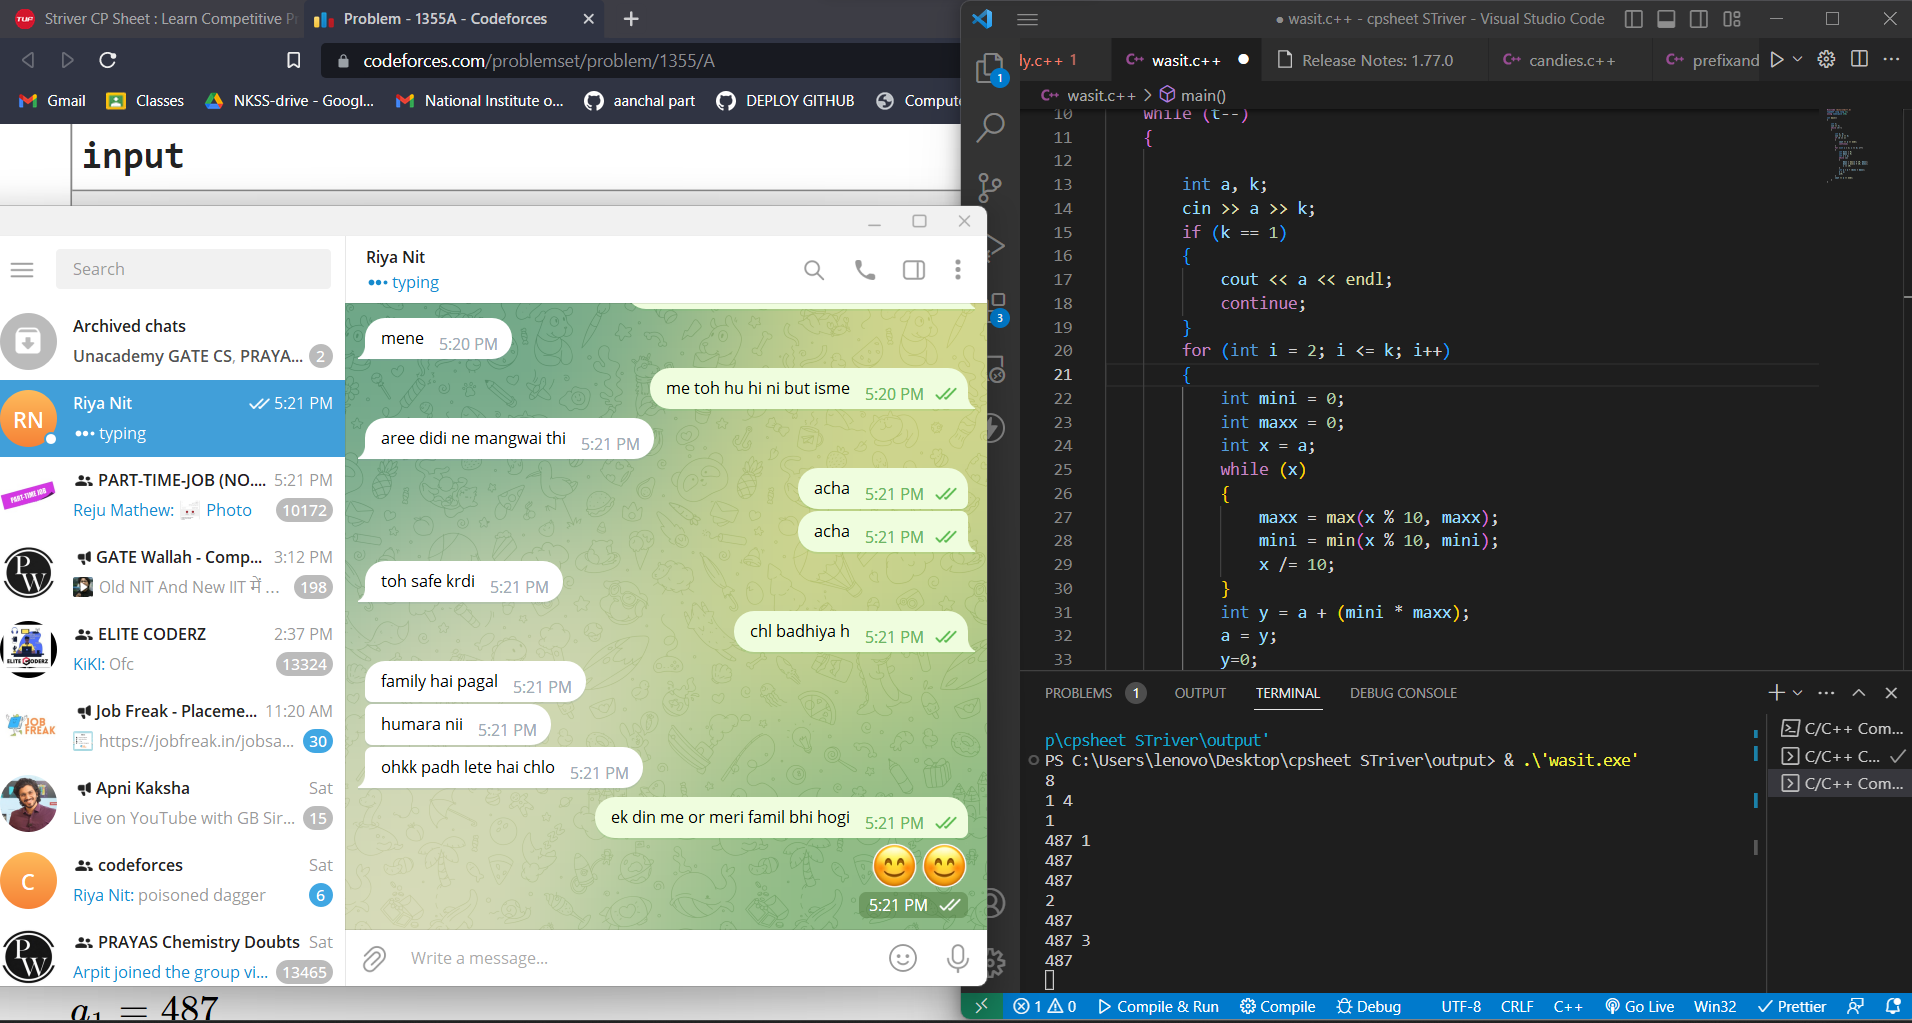 Striver CP Sheet : Learn Competitive Pr
Problem - 1355A - Codeforces
codeforces.com/problemset/problem/1355/A
Gmail
Classes
NKSS-drive - Googl...
National Institute o...
aanchal part
DEPLOY GITHUB
Compute
input
Search
Archived chats
Unacademy GATE CS, PRAYA... 2
RN
Riya Nit 5:21 PM
••• typing
PART-TIME-JOB (NO.... 5:21 PM
Reju Mathew: Photo 10172
GATE Wallah - Comp... 3:12 PM
Old NIT And New IIT में ... 198
ELITE CODERZ 2:37 PM
KiKI: Ofc 13324
Job Freak - Placeme... 11:20 AM
https://jobfreak.in/jobsa... 30
Apni Kaksha Sat
Live on YouTube with GB Sir... 15
C
codeforces Sat
Riya Nit: poisoned dagger 6
PRAYAS Chemistry Doubts Sat
Arpit joined the group vi... 13465
Riya Nit
••• typing
mene 5:20 PM
me toh hu hi ni but isme 5:20 PM
aree didi ne mangwai thi 5:21 PM
acha 5:21 PM
acha 5:21 PM
toh safe krdi 5:21 PM
chl badhiya h 5:21 PM
family hai pagal 5:21 PM
humara nii 5:21 PM
ohkk padh lete hai chlo 5:21 PM
ek din me or meri famil bhi hogi 5:21 PM
😊 😊
5:21 PM
Write a message...
a₁ = 487
● wasit.c++ - cpsheet STriver - Visual Studio Code
ly.c++ 1
wasit.c++
Release Notes: 1.77.0
candies.c++
prefixand
wasit.c++ > main()
10 while (t--)
11 {
12
13 int a, k;
14 cin >> a >> k;
15 if (k == 1)
16 {
17 cout << a << endl;
18 continue;
19 }
20 for (int i = 2; i <= k; i++)
21 {
22 int mini = 0;
23 int maxx = 0;
24 int x = a;
25 while (x)
26 {
27 maxx = max(x % 10, maxx);
28 mini = min(x % 10, mini);
29 x /= 10;
30 }
31 int y = a + (mini * maxx);
32 a = y;
33 y=0;
PROBLEMS 1
OUTPUT
TERMINAL
DEBUG CONSOLE
p\cpsheet STriver\output'
PS C:\Users\lenovo\Desktop\cpsheet STriver\output> & .\'wasit.exe'
8
1 4
1
487 1
487
487
2
487
487 3
487
C/C++ Com...
C/C++ C...
C/C++ Com...
1 0
Compile & Run
Compile
Debug
UTF-8
CRLF
C++
Go Live
Win32
Prettier